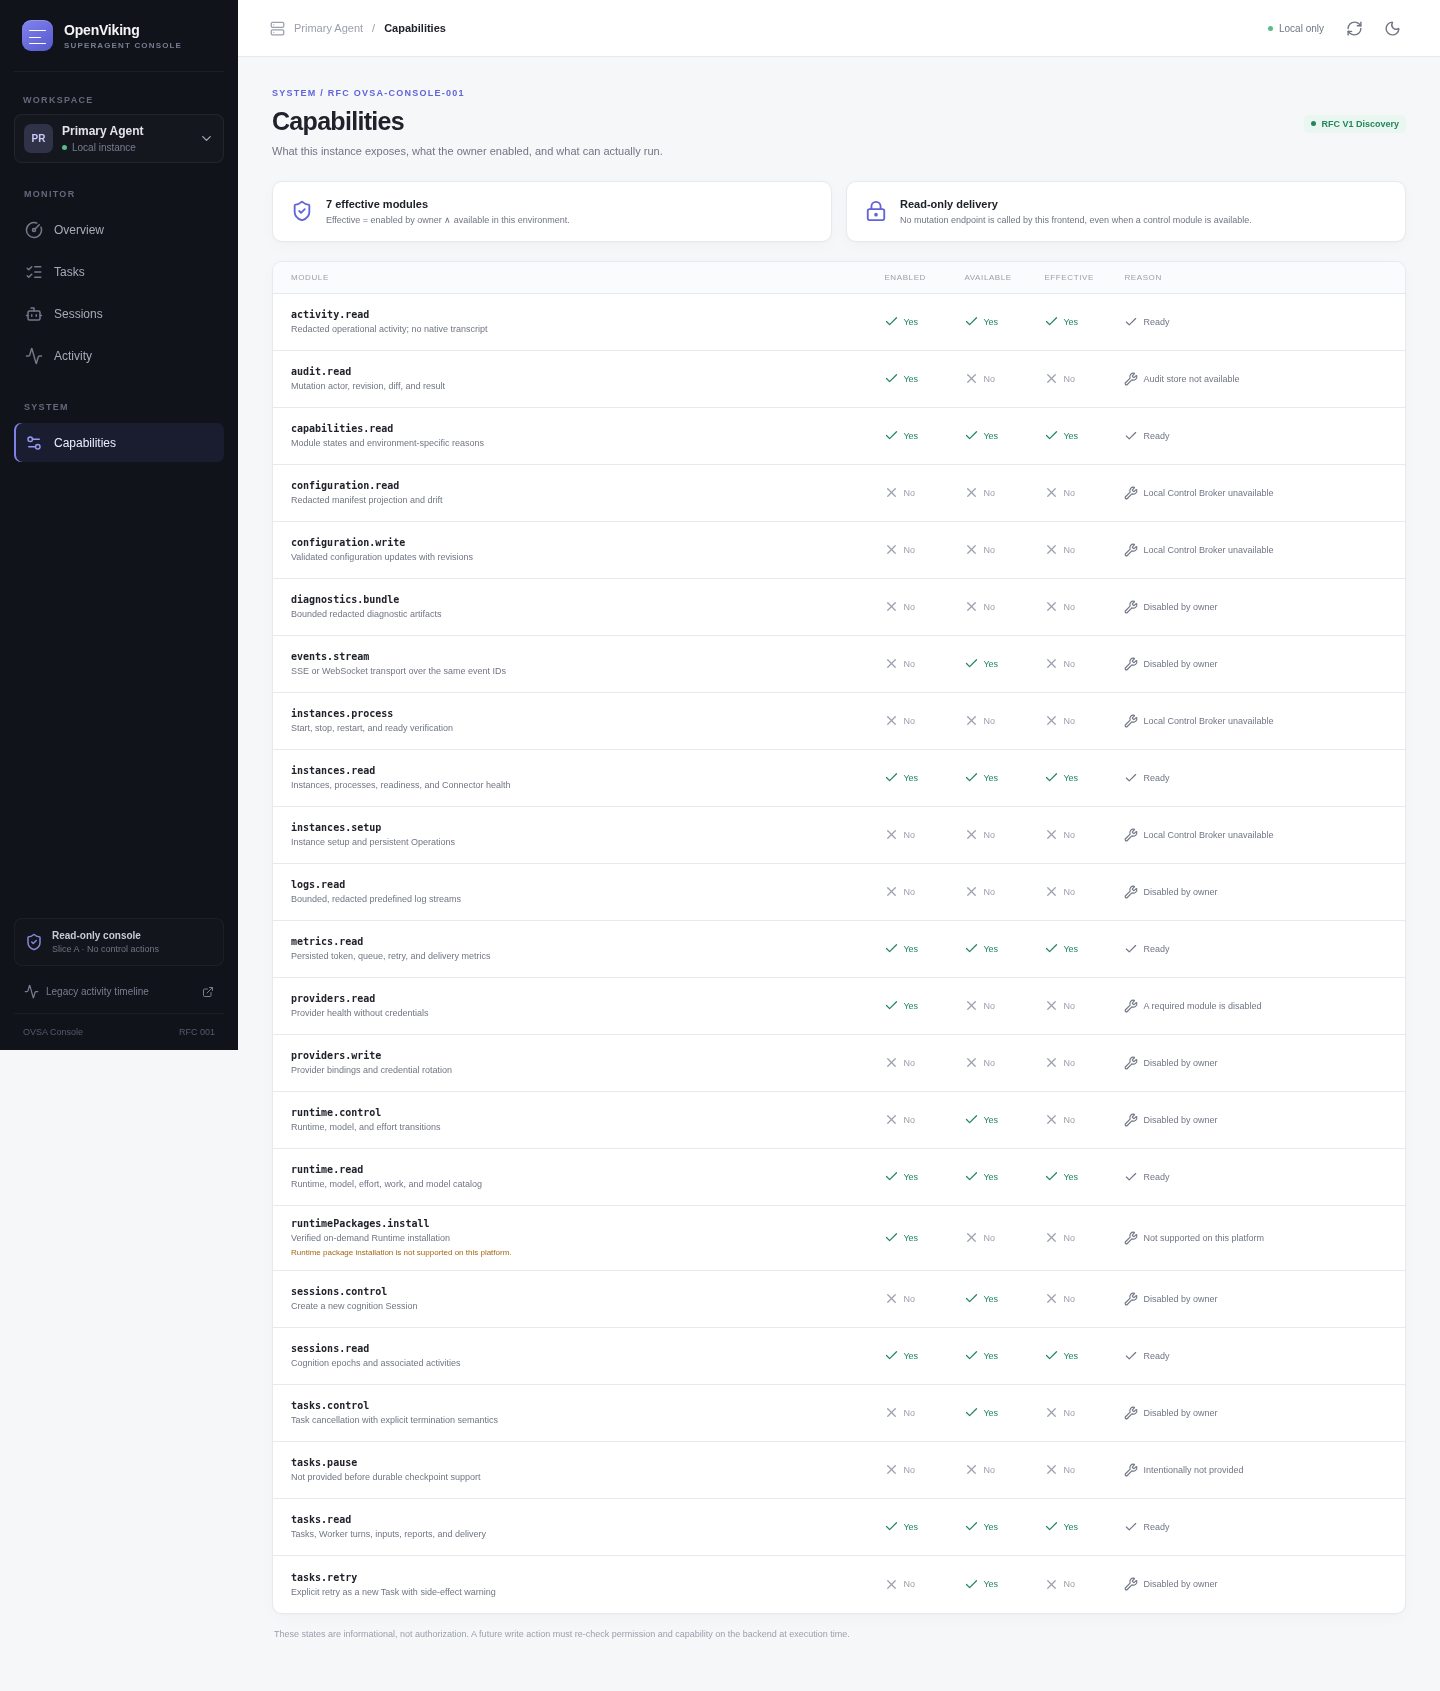 OpenViking
SUPERAGENT CONSOLE
WORKSPACE
PR
Primary Agent
Local instance
MONITOR
Overview
Tasks
Sessions
Activity
SYSTEM
Capabilities
Read-only console
Slice A · No control actions
Legacy activity timeline
OVSA Console RFC 001
Primary Agent / Capabilities
Local only
SYSTEM / RFC OVSA-CONSOLE-001
Capabilities
RFC V1 Discovery
What this instance exposes, what the owner enabled, and what can actually run.
7 effective modules
Effective = enabled by owner ∧ available in this environment.
Read-only delivery
No mutation endpoint is called by this frontend, even when a control module is available.
MODULE ENABLED AVAILABLE EFFECTIVE REASON
activity.read
Redacted operational activity; no native transcript
Yes Yes Yes Ready
audit.read
Mutation actor, revision, diff, and result
Yes No No Audit store not available
capabilities.read
Module states and environment-specific reasons
Yes Yes Yes Ready
configuration.read
Redacted manifest projection and drift
No No No Local Control Broker unavailable
configuration.write
Validated configuration updates with revisions
No No No Local Control Broker unavailable
diagnostics.bundle
Bounded redacted diagnostic artifacts
No No No Disabled by owner
events.stream
SSE or WebSocket transport over the same event IDs
No Yes No Disabled by owner
instances.process
Start, stop, restart, and ready verification
No No No Local Control Broker unavailable
instances.read
Instances, processes, readiness, and Connector health
Yes Yes Yes Ready
instances.setup
Instance setup and persistent Operations
No No No Local Control Broker unavailable
logs.read
Bounded, redacted predefined log streams
No No No Disabled by owner
metrics.read
Persisted token, queue, retry, and delivery metrics
Yes Yes Yes Ready
providers.read
Provider health without credentials
Yes No No A required module is disabled
providers.write
Provider bindings and credential rotation
No No No Disabled by owner
runtime.control
Runtime, model, and effort transitions
No Yes No Disabled by owner
runtime.read
Runtime, model, effort, work, and model catalog
Yes Yes Yes Ready
runtimePackages.install
Verified on-demand Runtime installation
Runtime package installation is not supported on this platform.
Yes No No Not supported on this platform
sessions.control
Create a new cognition Session
No Yes No Disabled by owner
sessions.read
Cognition epochs and associated activities
Yes Yes Yes Ready
tasks.control
Task cancellation with explicit termination semantics
No Yes No Disabled by owner
tasks.pause
Not provided before durable checkpoint support
No No No Intentionally not provided
tasks.read
Tasks, Worker turns, inputs, reports, and delivery
Yes Yes Yes Ready
tasks.retry
Explicit retry as a new Task with side-effect warning
No Yes No Disabled by owner
These states are informational, not authorization. A future write action must re-check permission and capability on the backend at execution time.